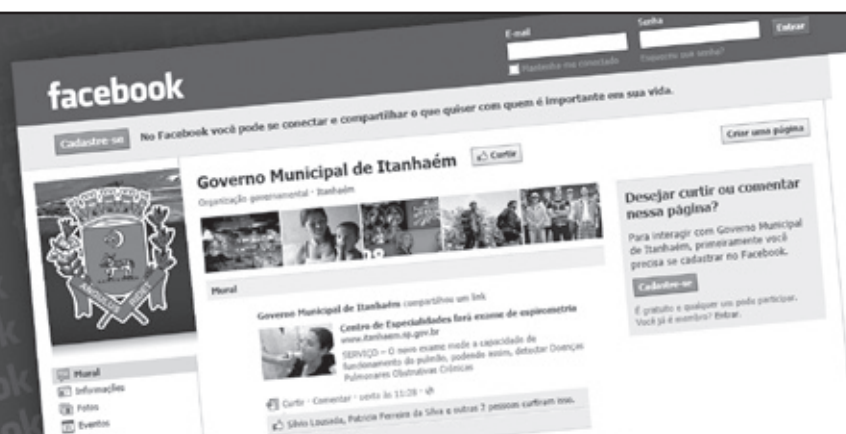 E-mail
Senha
Entrar
Mantenha-me conectado
Esqueceu sua senha?
facebook
Cadastre-se
No Facebook você pode se conectar e compartilhar o que quiser com quem é importante em sua vida.
Criar uma página
Governo Municipal de Itanhaém
Curtir
Organização governamental · Itanhaém
Mural
Governo Municipal de Itanhaém compartilhou um link
Centro de Especialidades fará exame de espirometria
www.itanhaem.sp.gov.br
SERVIÇO – O novo exame mede a capacidade de
funcionamento do pulmão, podendo assim, detectar Doenças
Pulmonares Obstrutivas Crônicas
Curtir · Comentar · sexta às 11:28 ·
Silvio Lousada, Patricia Ferreira da Silva e outras 2 pessoas curtiram isso.
Desejar curtir ou comentar
nessa página?
Para interagir com Governo Municipal
de Itanhaém, primeiramente você
precisa se cadastrar no Facebook.
Cadastre-se
É gratuito e qualquer um pode participar.
Você já é membro? Entrar.
ANGULUS RIDET
Mural
Informações
Fotos
Eventos